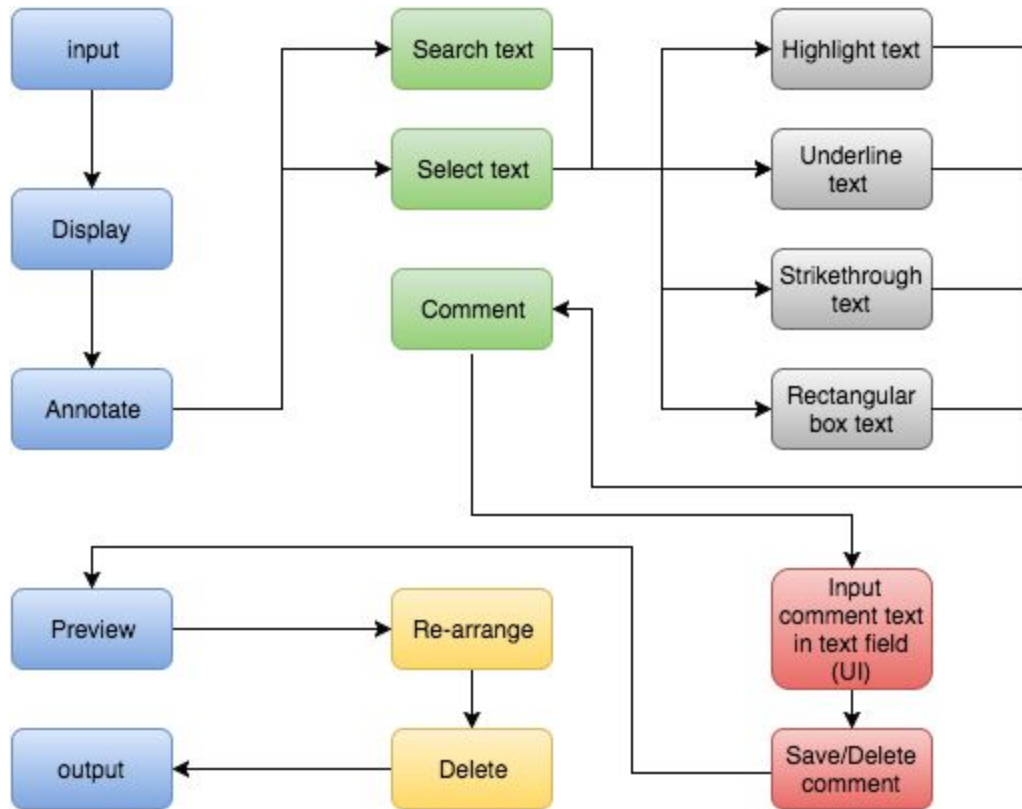 input
Search text
Highlight text
Select text
Underline
text
Display
Comment
Strikethrough
text
Annotate
Rectangular
box text
Preview
Re-arrange
Input
comment text
in text field
(UI)
output
Delete
Save/Delete
comment